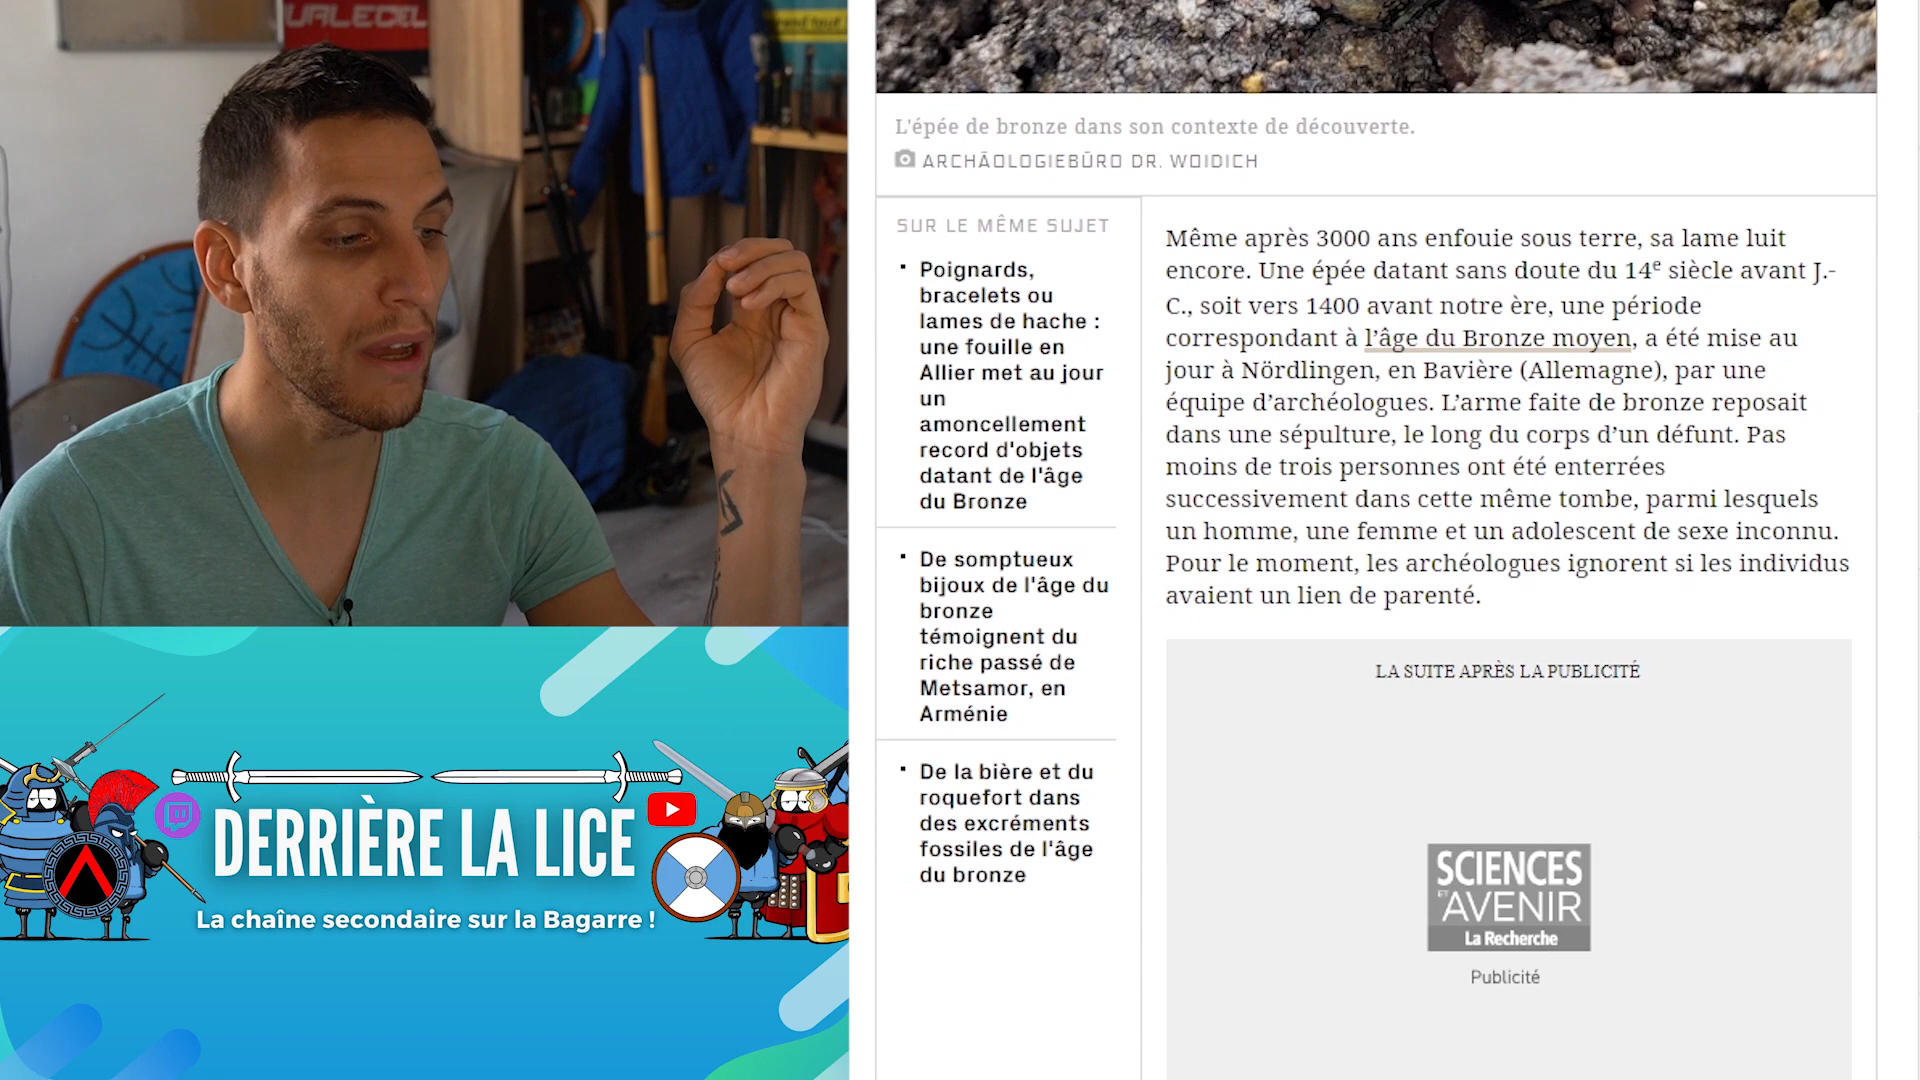 URLEGEL
L'épée de bronze dans son contexte de découverte.
ARCHÄOLOGIEBÜRO DR. WOIDICH
SUR LE MÊME SUJET
Poignards,
bracelets ou
lames de hache :
une fouille en
Allier met au jour
un
amoncellement
record d'objets
datant de l'âge
du Bronze
De somptueux
bijoux de l'âge du
bronze
témoignent du
riche passé de
Metsamor, en
Arménie
De la bière et du
roquefort dans
des excréments
fossiles de l'âge
du bronze
Même après 3000 ans enfouie sous terre, sa lame luit
encore. Une épée datant sans doute du 14e siècle avant J.-
C., soit vers 1400 avant notre ère, une période
correspondant à l’âge du Bronze moyen, a été mise au
jour à Nördlingen, en Bavière (Allemagne), par une
équipe d’archéologues. L’arme faite de bronze reposait
dans une sépulture, le long du corps d’un défunt. Pas
moins de trois personnes ont été enterrées
successivement dans cette même tombe, parmi lesquels
un homme, une femme et un adolescent de sexe inconnu.
Pour le moment, les archéologues ignorent si les individus
avaient un lien de parenté.
LA SUITE APRÈS LA PUBLICITÉ
SCIENCES
ET AVENIR
La Recherche
Publicité
DERRIÈRE LA LICE
La chaîne secondaire sur la Bagarre !